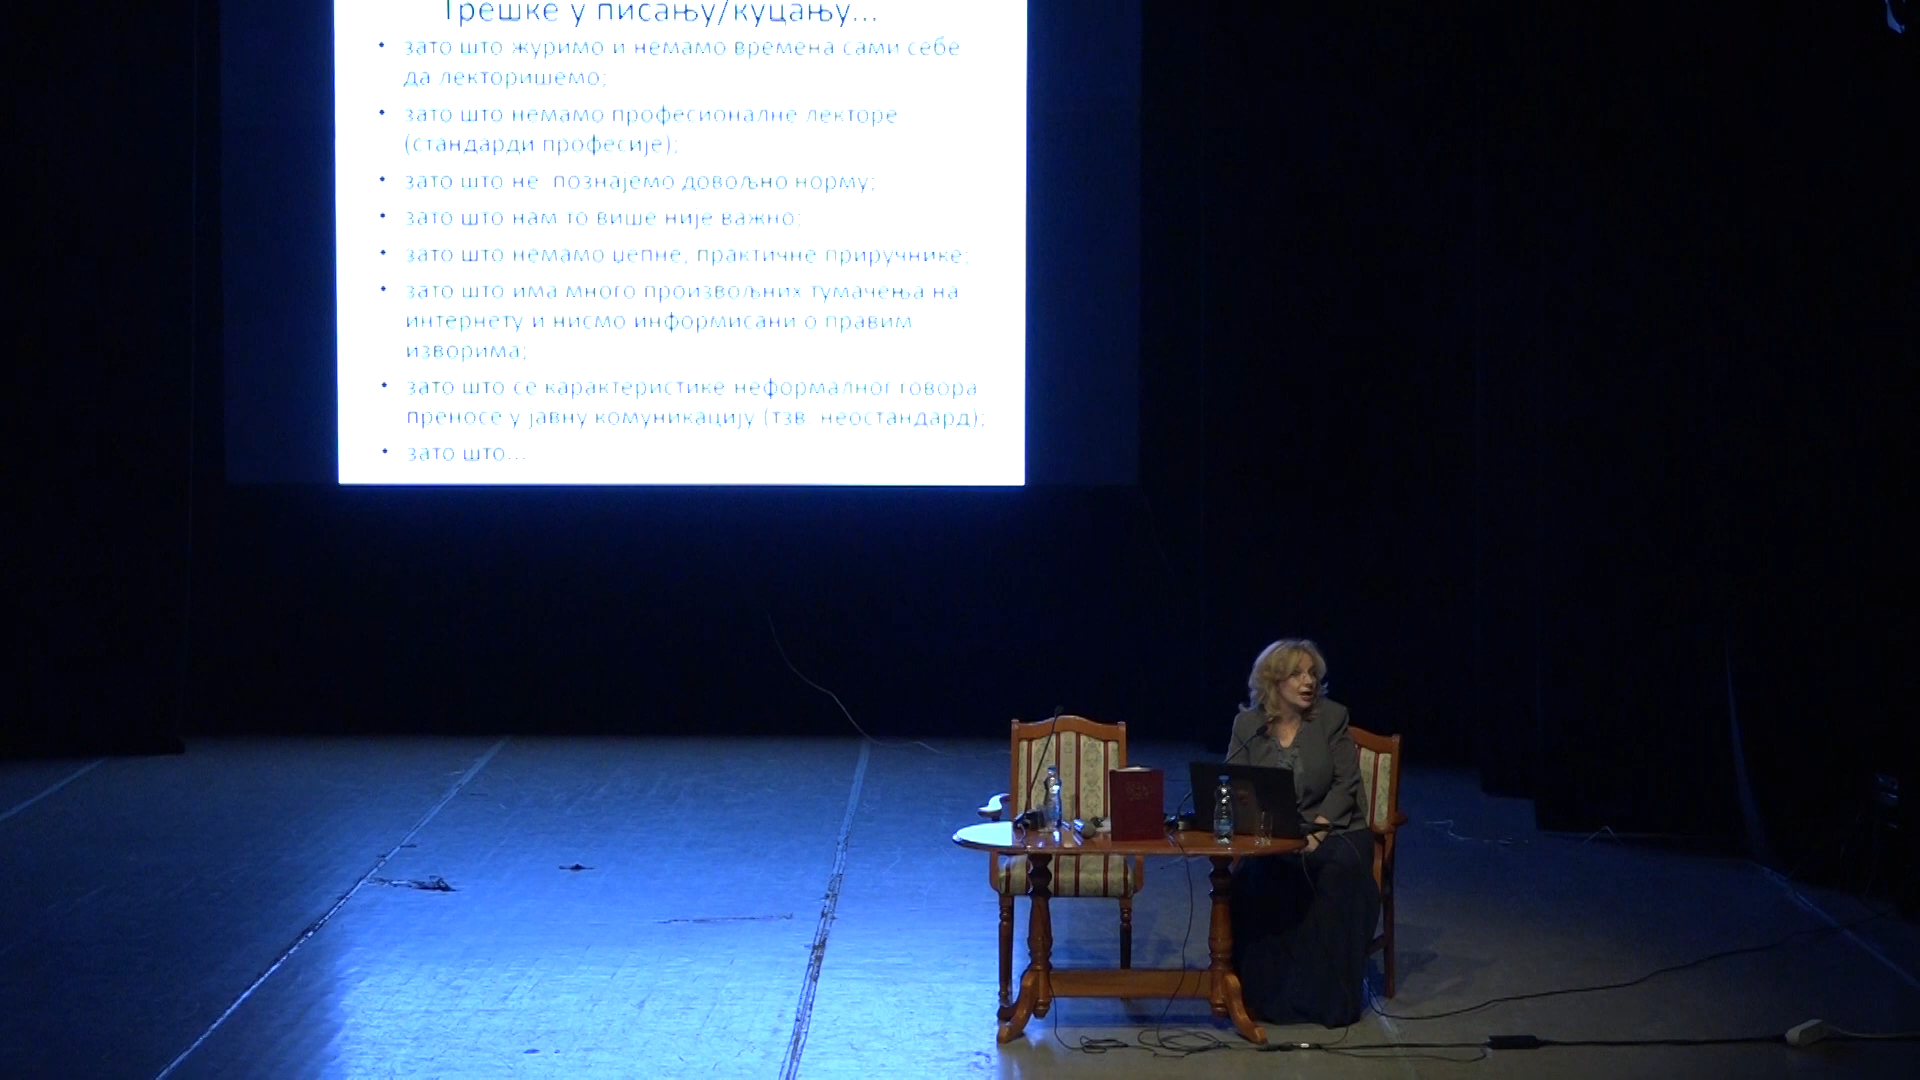 Грешке у писању/куцању...
• зато што журимо и немамо времена сами себе
да лекторишемо;
• зато што немамо професионалне лекторе
(стандарди професије);
• зато што не познајемо довољно норму;
• зато што нам то више није важно;
• зато што немамо џепне, практичне приручнике;
• зато што има много произвољних тумачења на
интернету и нисмо информисани о правим
изворима;
• зато што се карактеристике неформалног говора
преносе у јавну комуникацију (тзв. неостандард);
• зато што...